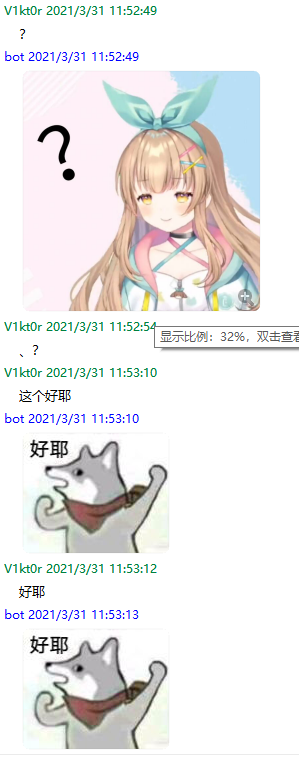 V1kt0r 2021/3/31 11:52:49
?
bot 2021/3/31 11:52:49
?
V1kt0r 2021/3/31 11:52:54
显示比例：32%，双击查看
、?
V1kt0r 2021/3/31 11:53:10
这个好耶
bot 2021/3/31 11:53:10
好耶
V1kt0r 2021/3/31 11:53:12
好耶
bot 2021/3/31 11:53:13
好耶